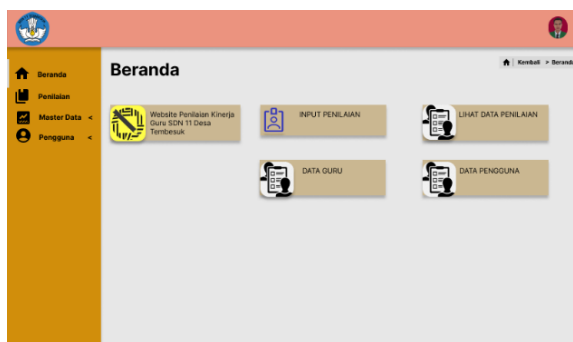 Kembali > Beranda
Beranda
Beranda
Penilaian
Master Data <
Pengguna <
Website Penilaian Kinerja
Guru SDN 11 Desa
Tembesuk
INPUT PENILAIAN
LIHAT DATA PENILAIAN
DATA GURU
DATA PENGGUNA